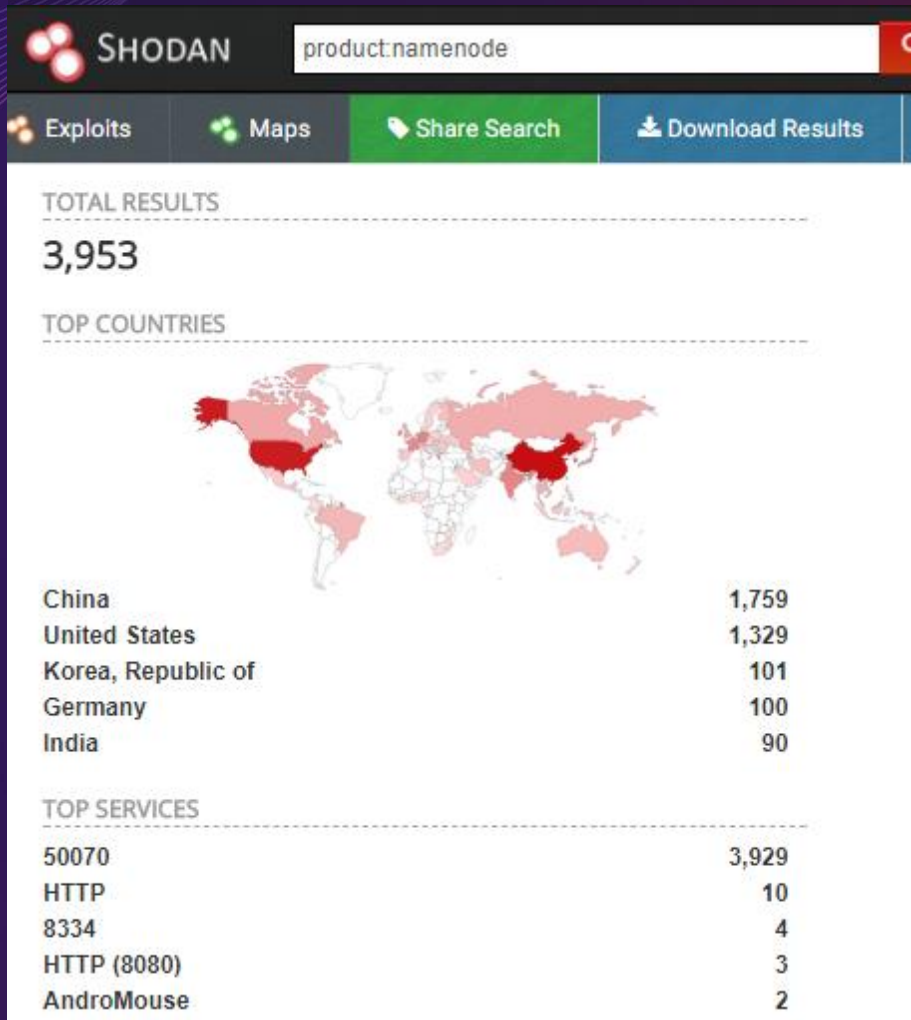 SHODAN
product:namenode
Exploits Maps Share Search Download Results
TOTAL RESULTS
3,953
TOP COUNTRIES
China 1,759
United States 1,329
Korea, Republic of 101
Germany 100
India 90
TOP SERVICES
50070 3,929
HTTP 10
8334 4
HTTP (8080) 3
AndroMouse 2